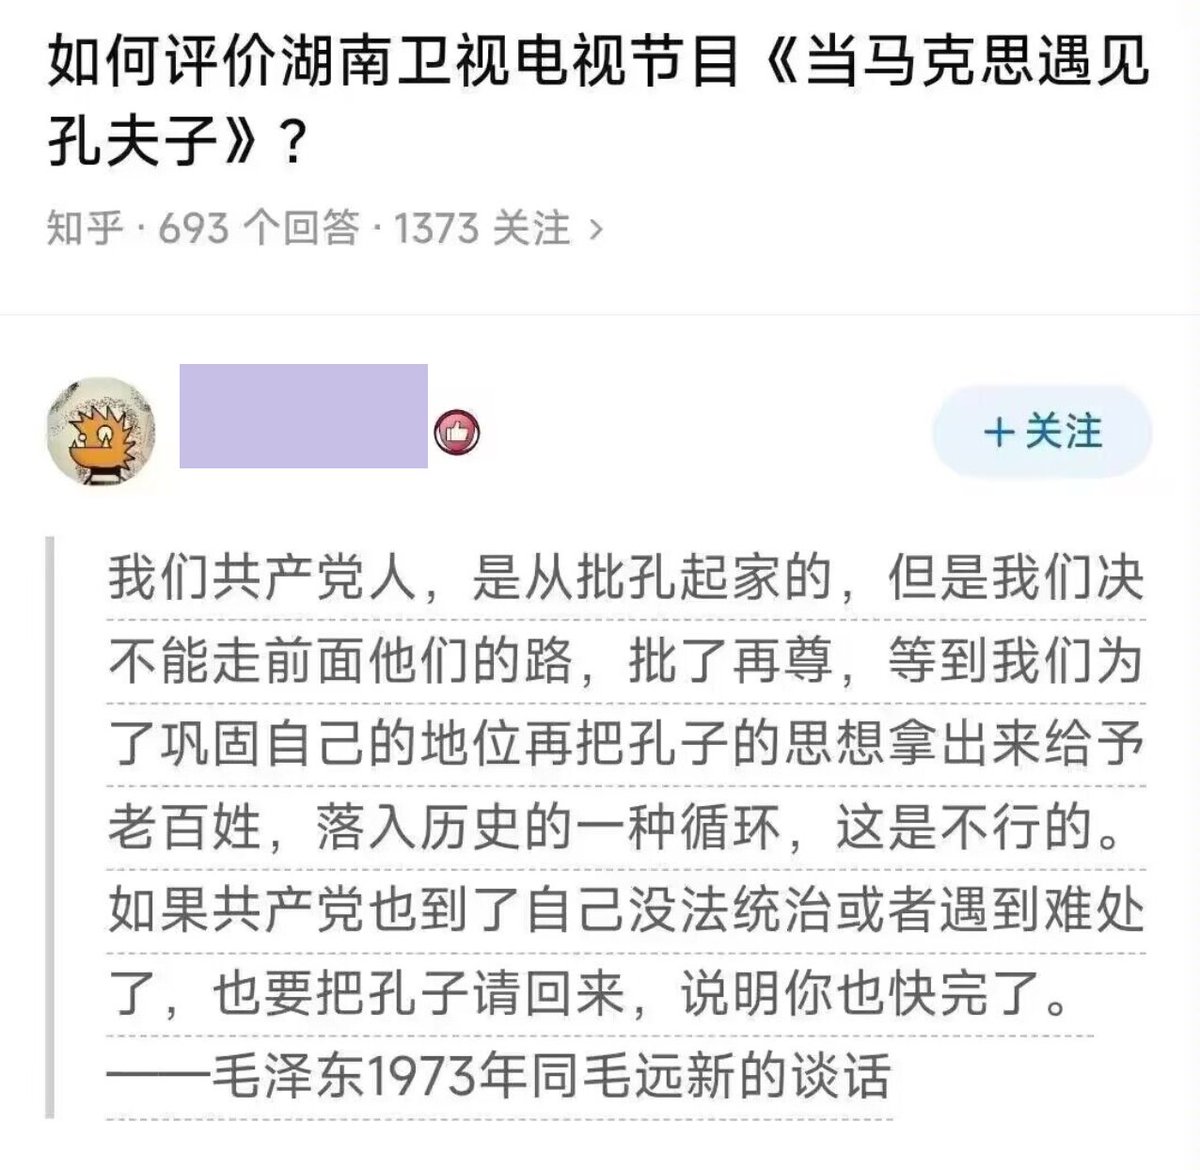 如何评价湖南卫视电视节目《当马克思遇见
孔夫子》？
知乎 · 693 个回答 · 1373 关注 >
+关注
我们共产党人，是从批孔起家的，但是我们决
不能走前面他们的路，批了再尊，等到我们为
了巩固自己的地位再把孔子的思想拿出来给予
老百姓，落入历史的一种循环，这是不行的。
如果共产党也到了自己没法统治或者遇到难处
了，也要把孔子请回来，说明你也快完了。
——毛泽东1973年同毛远新的谈话